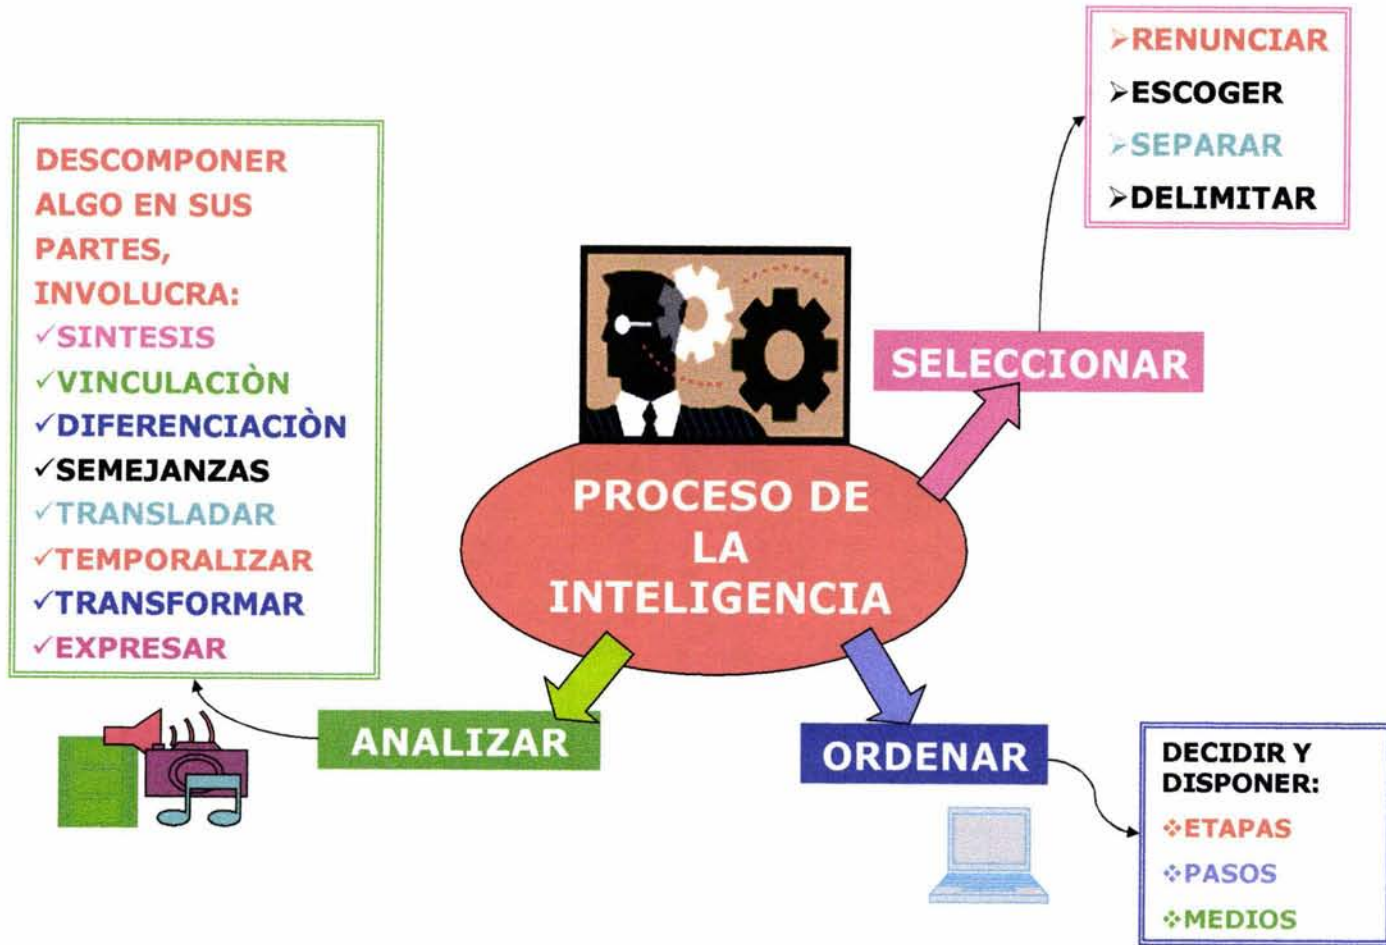 PROCESO DE
LA
INTELIGENCIA
SELECCIONAR
➢RENUNCIAR
➢ESCOGER
➢SEPARAR
➢DELIMITAR
ANALIZAR
DESCOMPONER
ALGO EN SUS
PARTES,
INVOLUCRA:
✓SINTESIS
✓VINCULACIÒN
✓DIFERENCIACIÒN
✓SEMEJANZAS
✓TRANSLADAR
✓TEMPORALIZAR
✓TRANSFORMAR
✓EXPRESAR
ORDENAR
DECIDIR Y
DISPONER:
❖ETAPAS
❖PASOS
❖MEDIOS